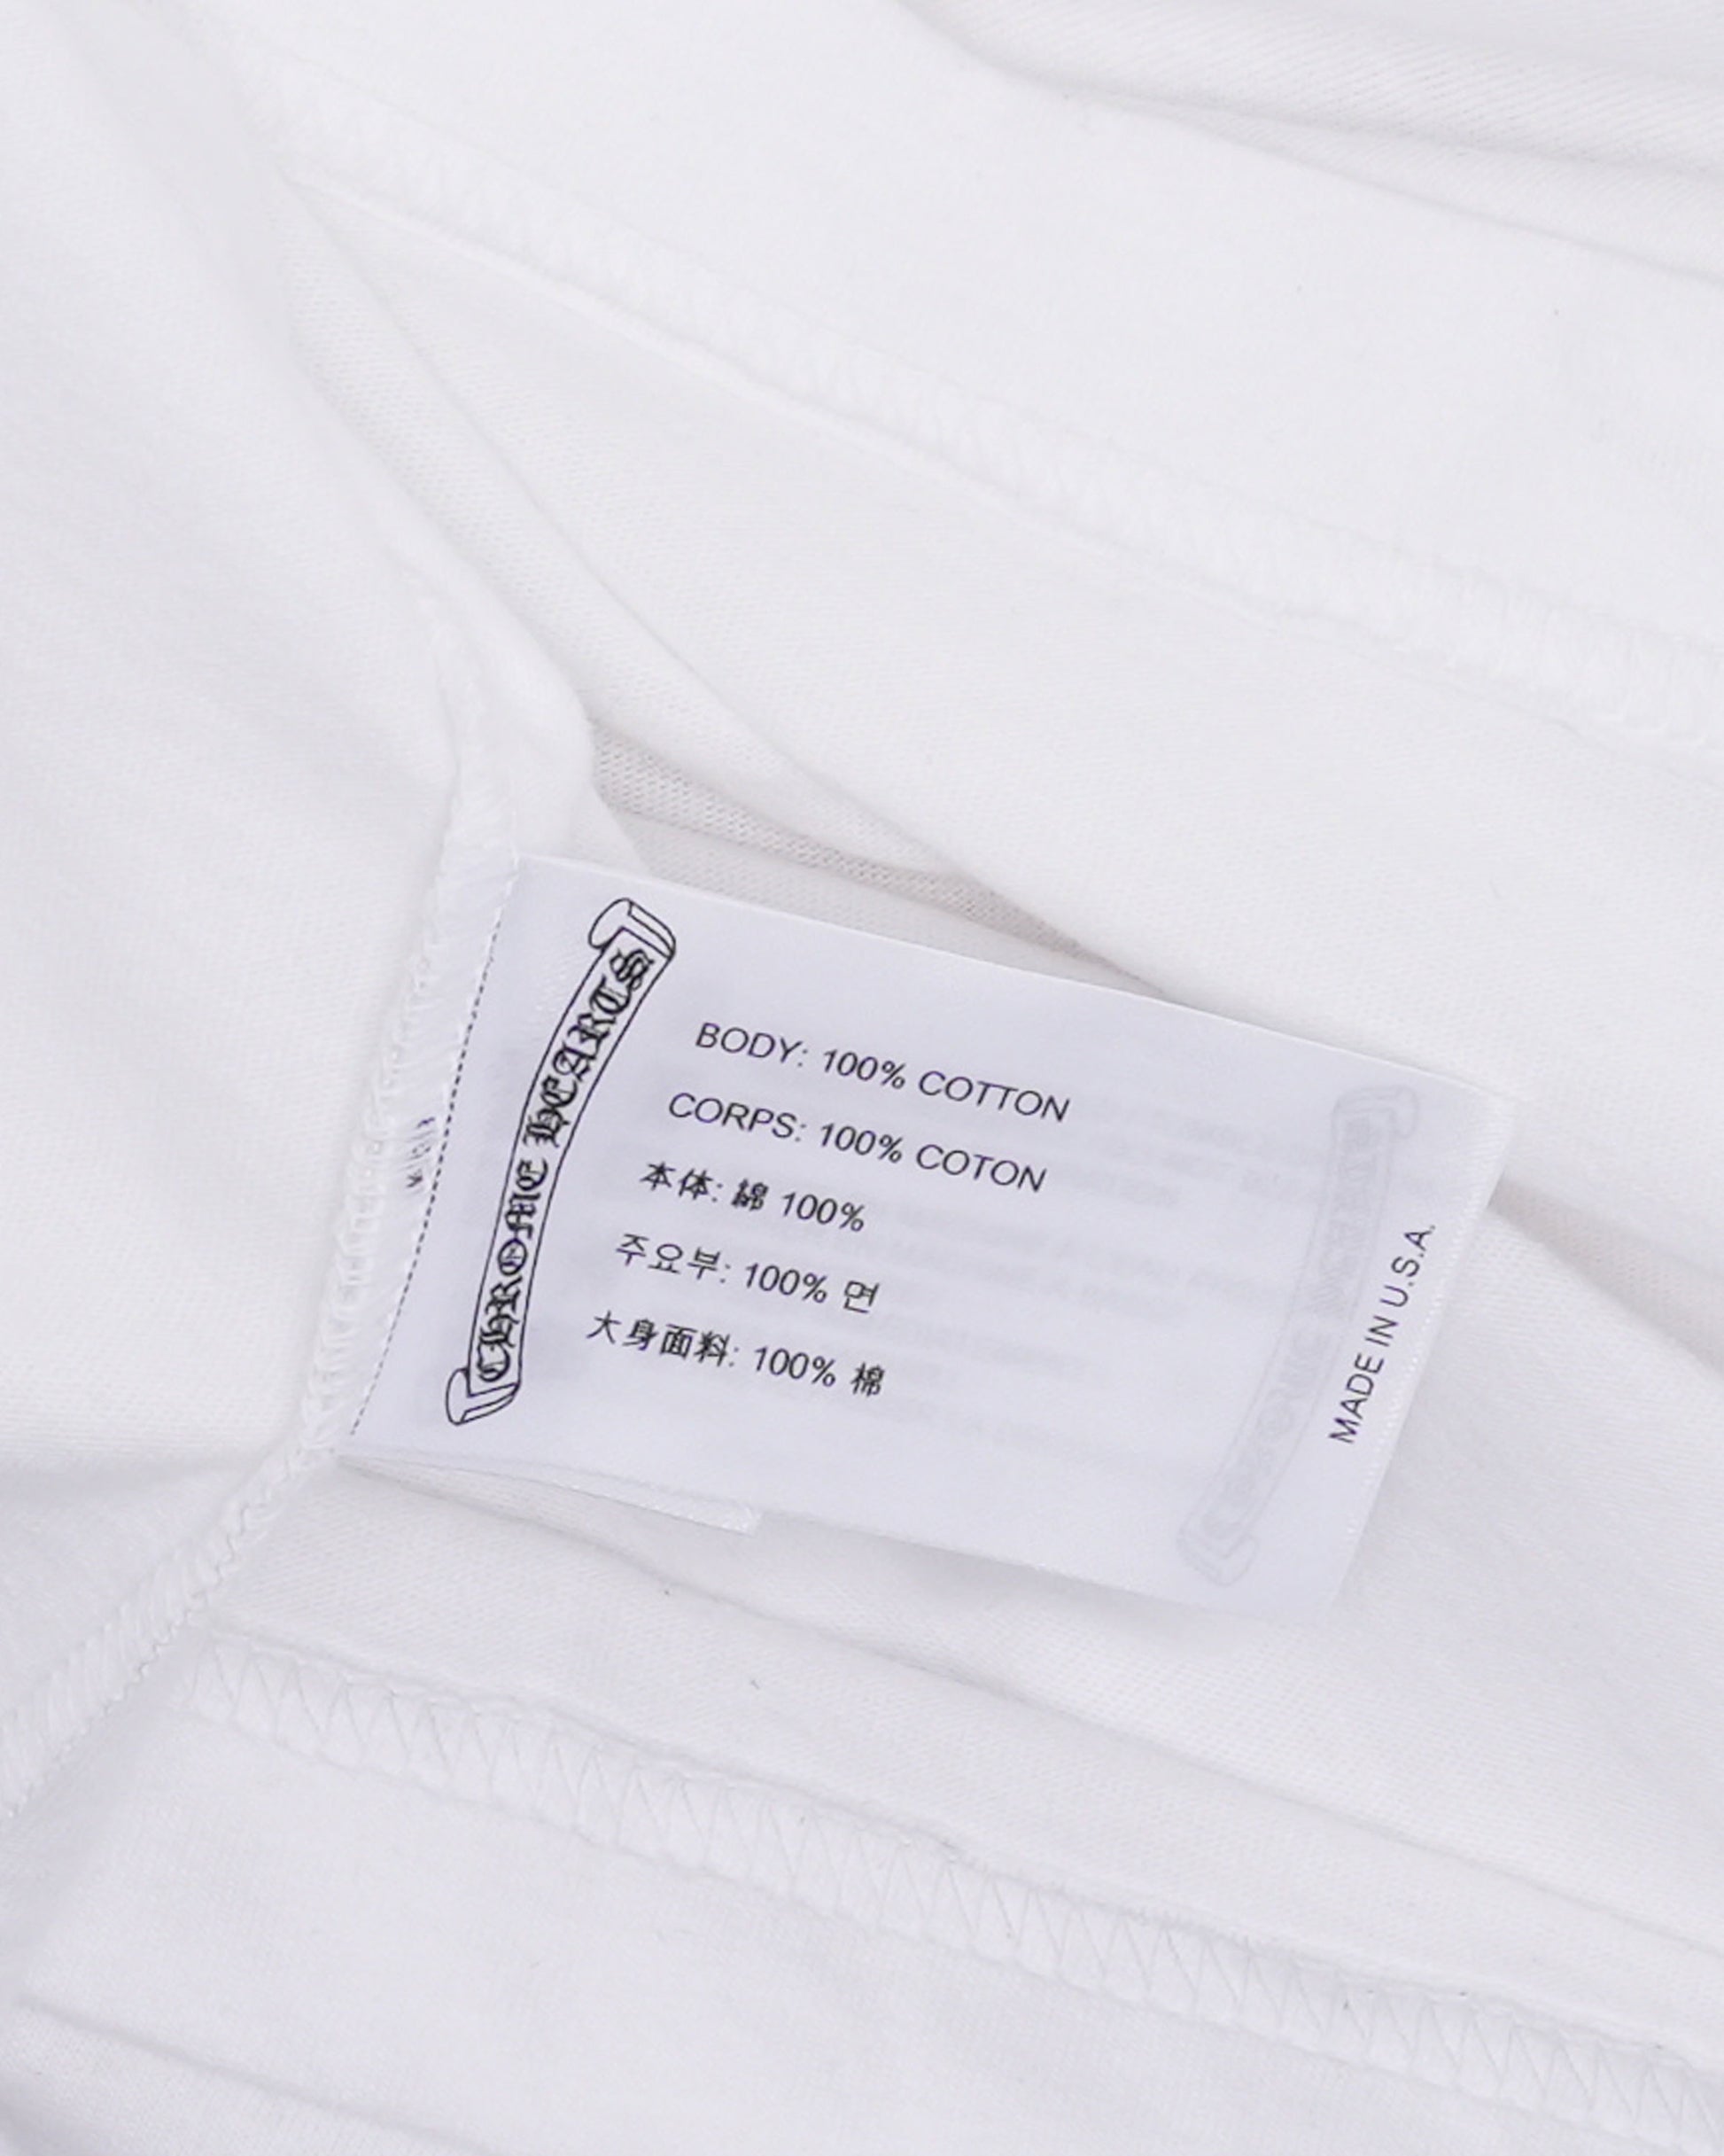 CHROME HEARTS
BODY: 100% COTTON
CORPS: 100% COTON
本体: 綿 100%
주요부: 100% 면
大身面料: 100% 棉
MADE IN U.S.A.